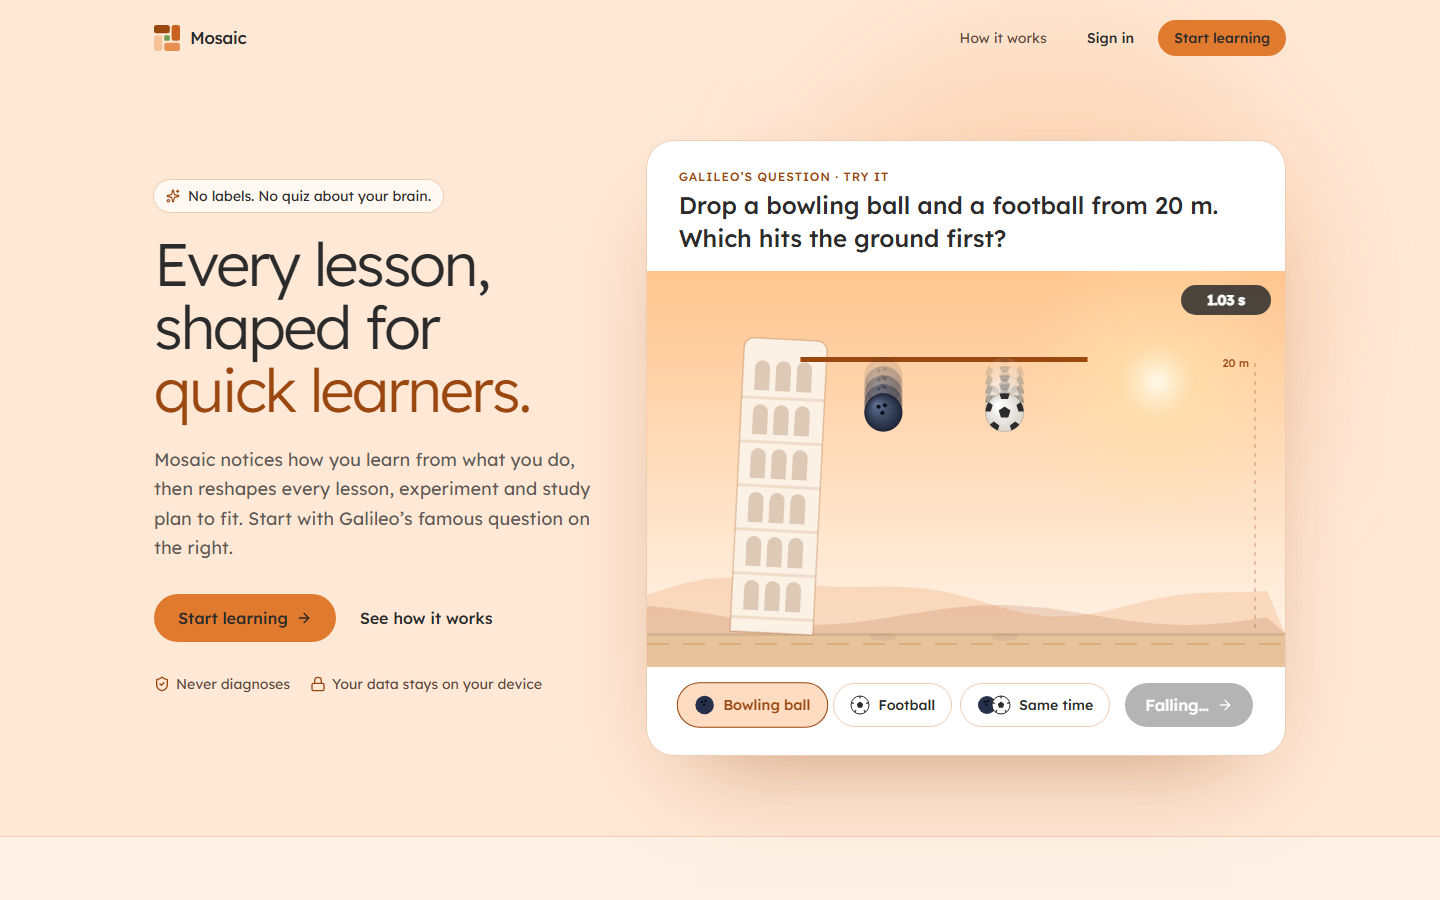 Mosaic
How it works
Sign in
Start learning
No labels. No quiz about your brain.
Every lesson,
shaped for
quick learners.
Mosaic notices how you learn from what you do,
then reshapes every lesson, experiment and study
plan to fit. Start with Galileo’s famous question on
the right.
Start learning
See how it works
Never diagnoses
Your data stays on your device
GALILEO’S QUESTION · TRY IT
Drop a bowling ball and a football from 20 m.
Which hits the ground first?
1.03 s
20 m
Bowling ball
Football
Same time
Falling…